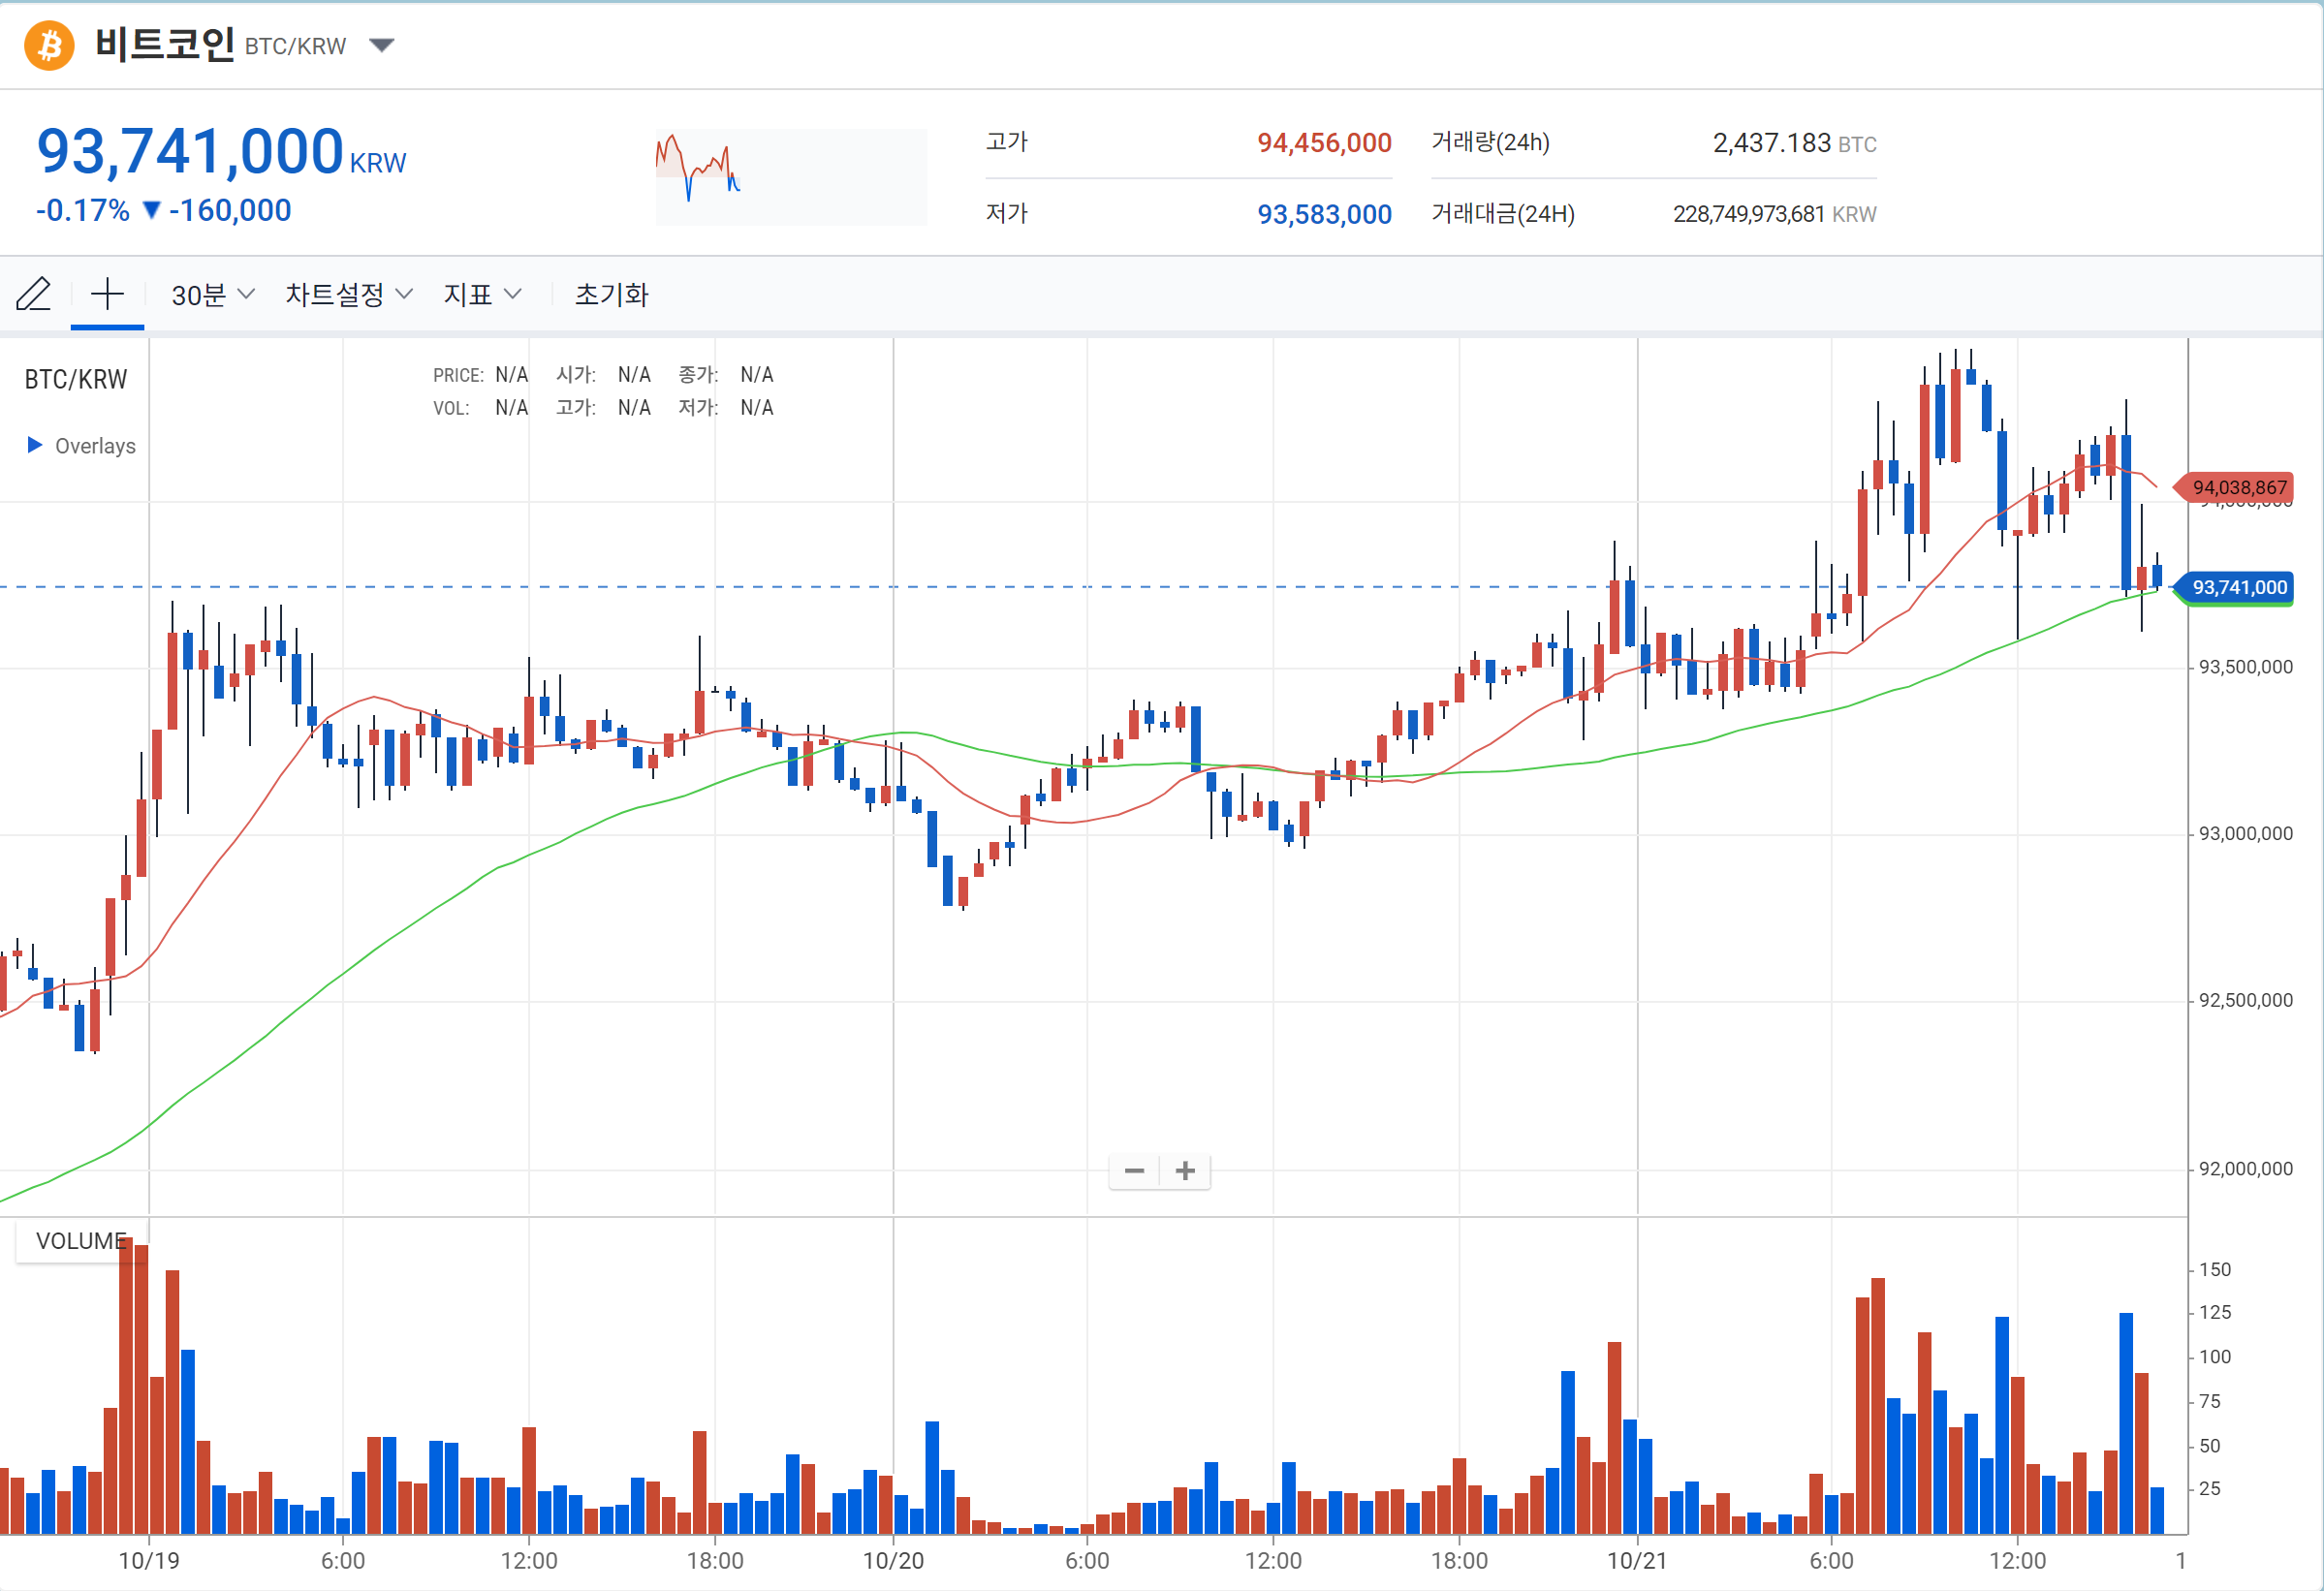 비트코인 BTC/KRW
93,741,000 KRW
-0.17% ▼ -160,000
고가 94,456,000
저가 93,583,000
거래량(24h) 2,437.183 BTC
거래대금(24H) 228,749,973,681 KRW
30분 차트설정 지표 초기화
BTC/KRW
Overlays
PRICE: N/A 시가: N/A 종가: N/A
VOL: N/A 고가: N/A 저가: N/A
94,038,867
94,000,000
93,741,000
93,500,000
93,000,000
92,500,000
92,000,000
VOLUME
150
125
100
75
50
25
10/19 6:00 12:00 18:00 10/20 6:00 12:00 18:00 10/21 6:00 12:00 1